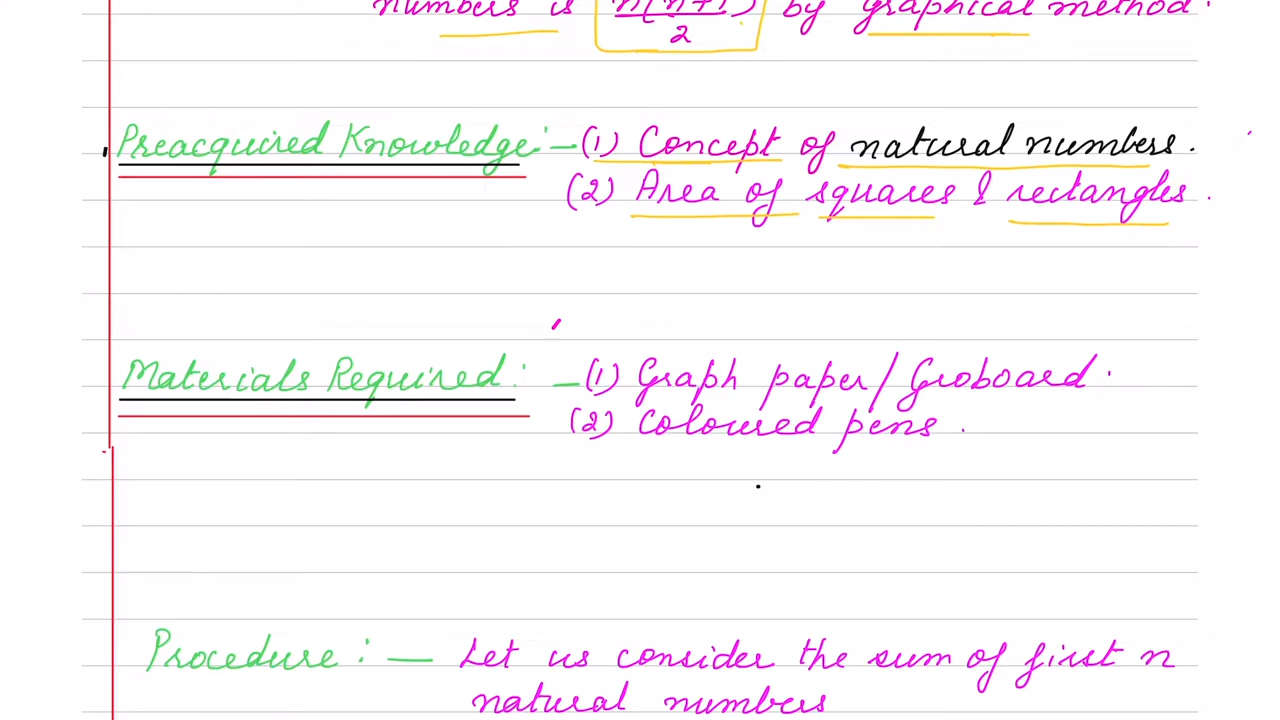 numbers is n(n+1)/2 by graphical method.
Preacquired Knowledge:- (1) Concept of natural numbers.
(2) Area of squares & rectangles.
Materials Required: - (1) Graph paper/Groboard.
(2) Coloured pens.
Procedure: — Let us consider the sum of first n
natural numbers